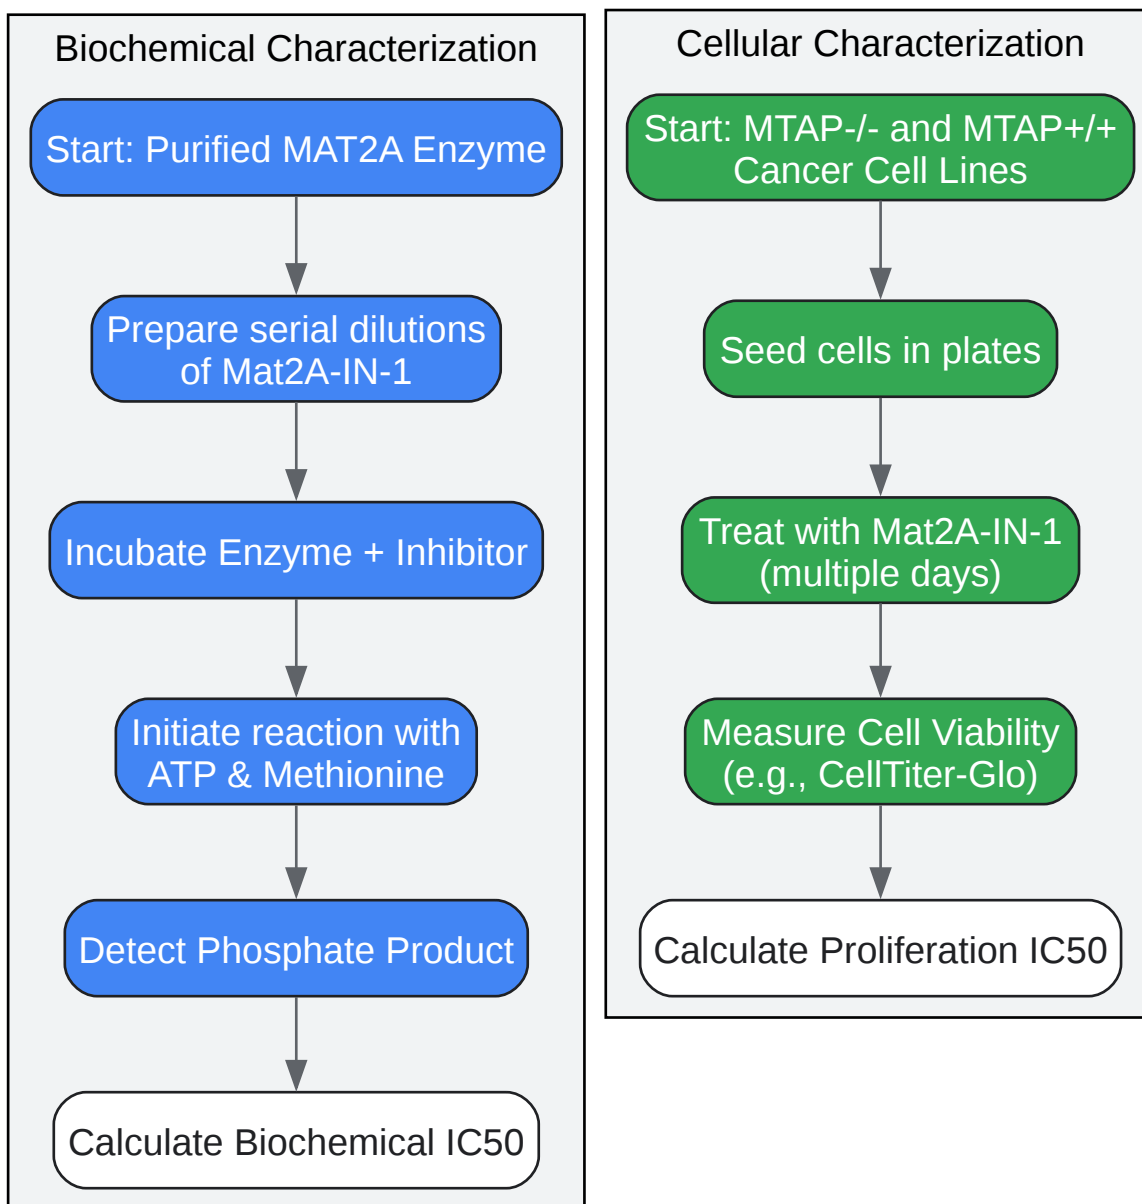 Biochemical Characterization
Start: Purified MAT2A Enzyme
Prepare serial dilutions
of Mat2A-IN-1
Incubate Enzyme + Inhibitor
Initiate reaction with
ATP & Methionine
Detect Phosphate Product
Calculate Biochemical IC50
Cellular Characterization
Start: MTAP-/- and MTAP+/+
Cancer Cell Lines
Seed cells in plates
Treat with Mat2A-IN-1
(multiple days)
Measure Cell Viability
(e.g., CellTiter-Glo)
Calculate Proliferation IC50